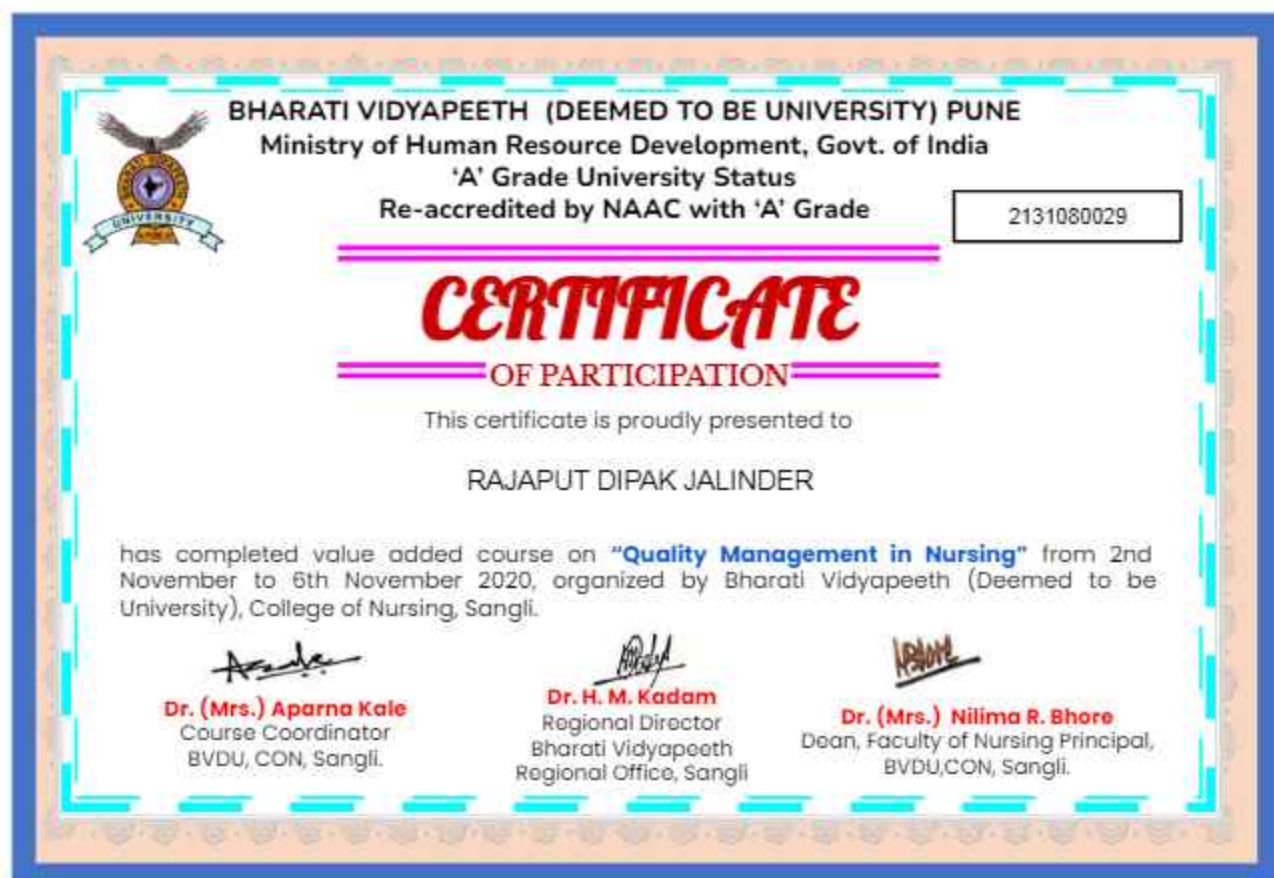 BHARATI VIDYAPEETH (DEEMED TO BE UNIVERSITY) PUNE
Ministry of Human Resource Development, Govt. of India
‘A’ Grade University Status
Re-accredited by NAAC with ‘A’ Grade
2131080029
BHARATI VIDYAPEETH
UNIVERSITY
CERTIFICATE
OF PARTICIPATION
This certificate is proudly presented to
RAJAPUT DIPAK JALINDER
has completed value added course on “Quality Management in Nursing” from 2nd
November to 6th November 2020, organized by Bharati Vidyapeeth (Deemed to be
University), College of Nursing, Sangli.
Dr. (Mrs.) Aparna Kale
Course Coordinator
BVDU, CON, Sangli.
Dr. H. M. Kadam
Regional Director
Bharati Vidyapeeth
Regional Office, Sangli
Dr. (Mrs.) Nilima R. Bhore
Dean, Faculty of Nursing Principal,
BVDU,CON, Sangli.